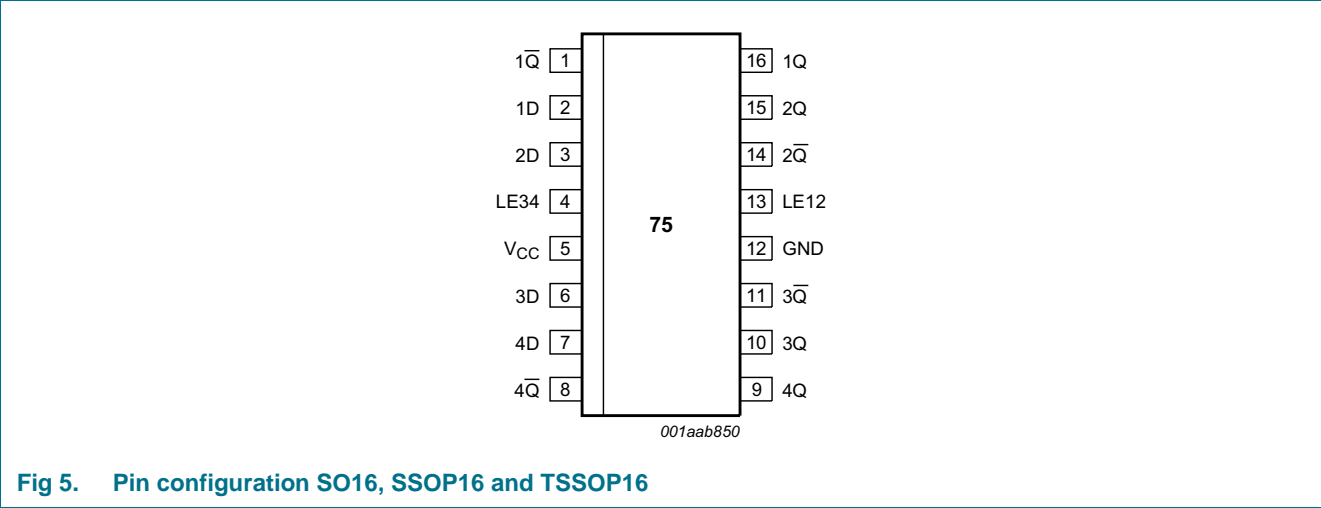 1Q̅ 1 16 1Q
1D 2 15 2Q
2D 3 14 2Q̅
LE34 4 13 LE12
75
VCC 5 12 GND
3D 6 11 3Q̅
4D 7 10 3Q
4Q̅ 8 9 4Q
001aab850
Fig 5. Pin configuration SO16, SSOP16 and TSSOP16